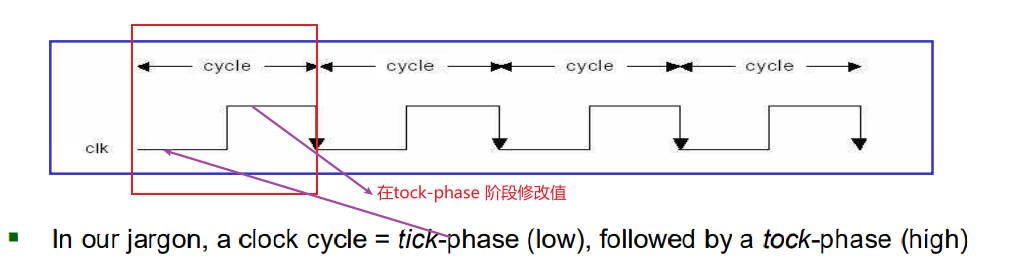 cycle cycle cycle cycle
clk
在tock-phase 阶段修改值
In our jargon, a clock cycle = tick-phase (low), followed by a tock-phase (high)